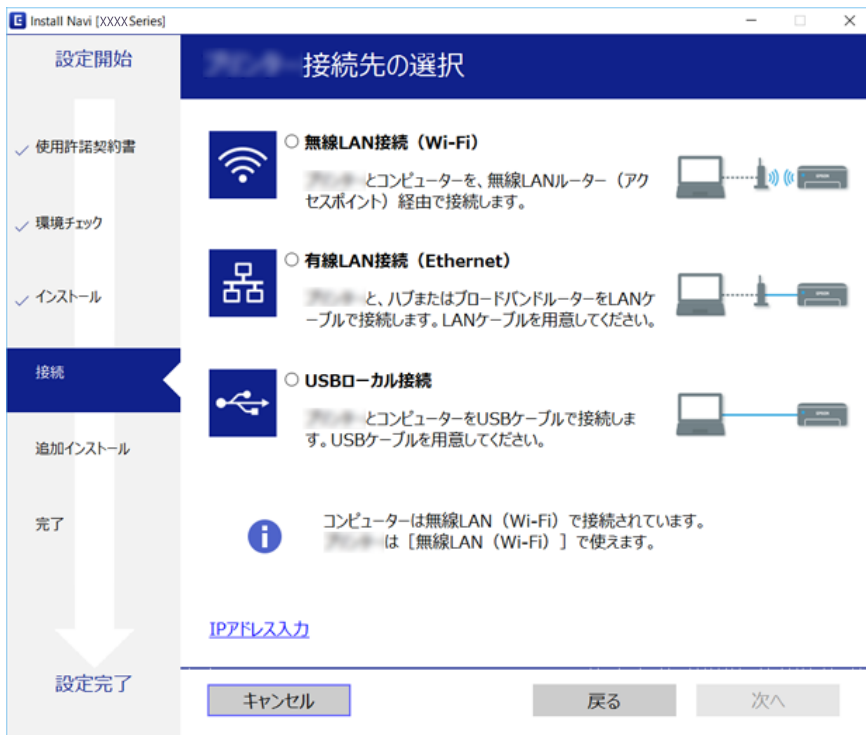 Install Navi [XXXX Series]
設定開始
使用許諾契約書
環境チェック
インストール
接続
追加インストール
完了
設定完了
接続先の選択
無線LAN接続（Wi-Fi）
とコンピューターを、無線LANルーター（アク
セスポイント）経由で接続します。
有線LAN接続（Ethernet）
と、ハブまたはブロードバンドルーターをLANケ
ーブルで接続します。LANケーブルを用意してください。
USBローカル接続
とコンピューターをUSBケーブルで接続しま
す。USBケーブルを用意してください。
コンピューターは無線LAN（Wi-Fi）で接続されています。
は［無線LAN（Wi-Fi）］で使えます。
IPアドレス入力
キャンセル
戻る
次へ